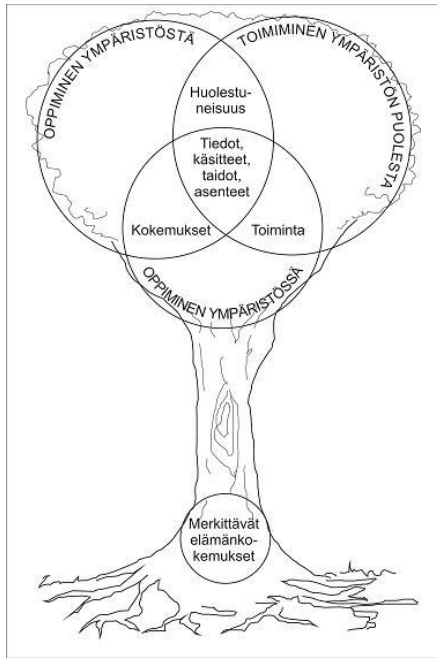 OPPIMINEN YMPÄRISTÖSTÄ
TOIMIMINEN YMPÄRISTÖN PUOLESTA
Huolestu-
neisuus
Tiedot,
käsitteet,
taidot,
asenteet
Kokemukset
Toiminta
OPPIMINEN YMPÄRISTÖSSÄ
Merkittävät
elämänko-
kemukset